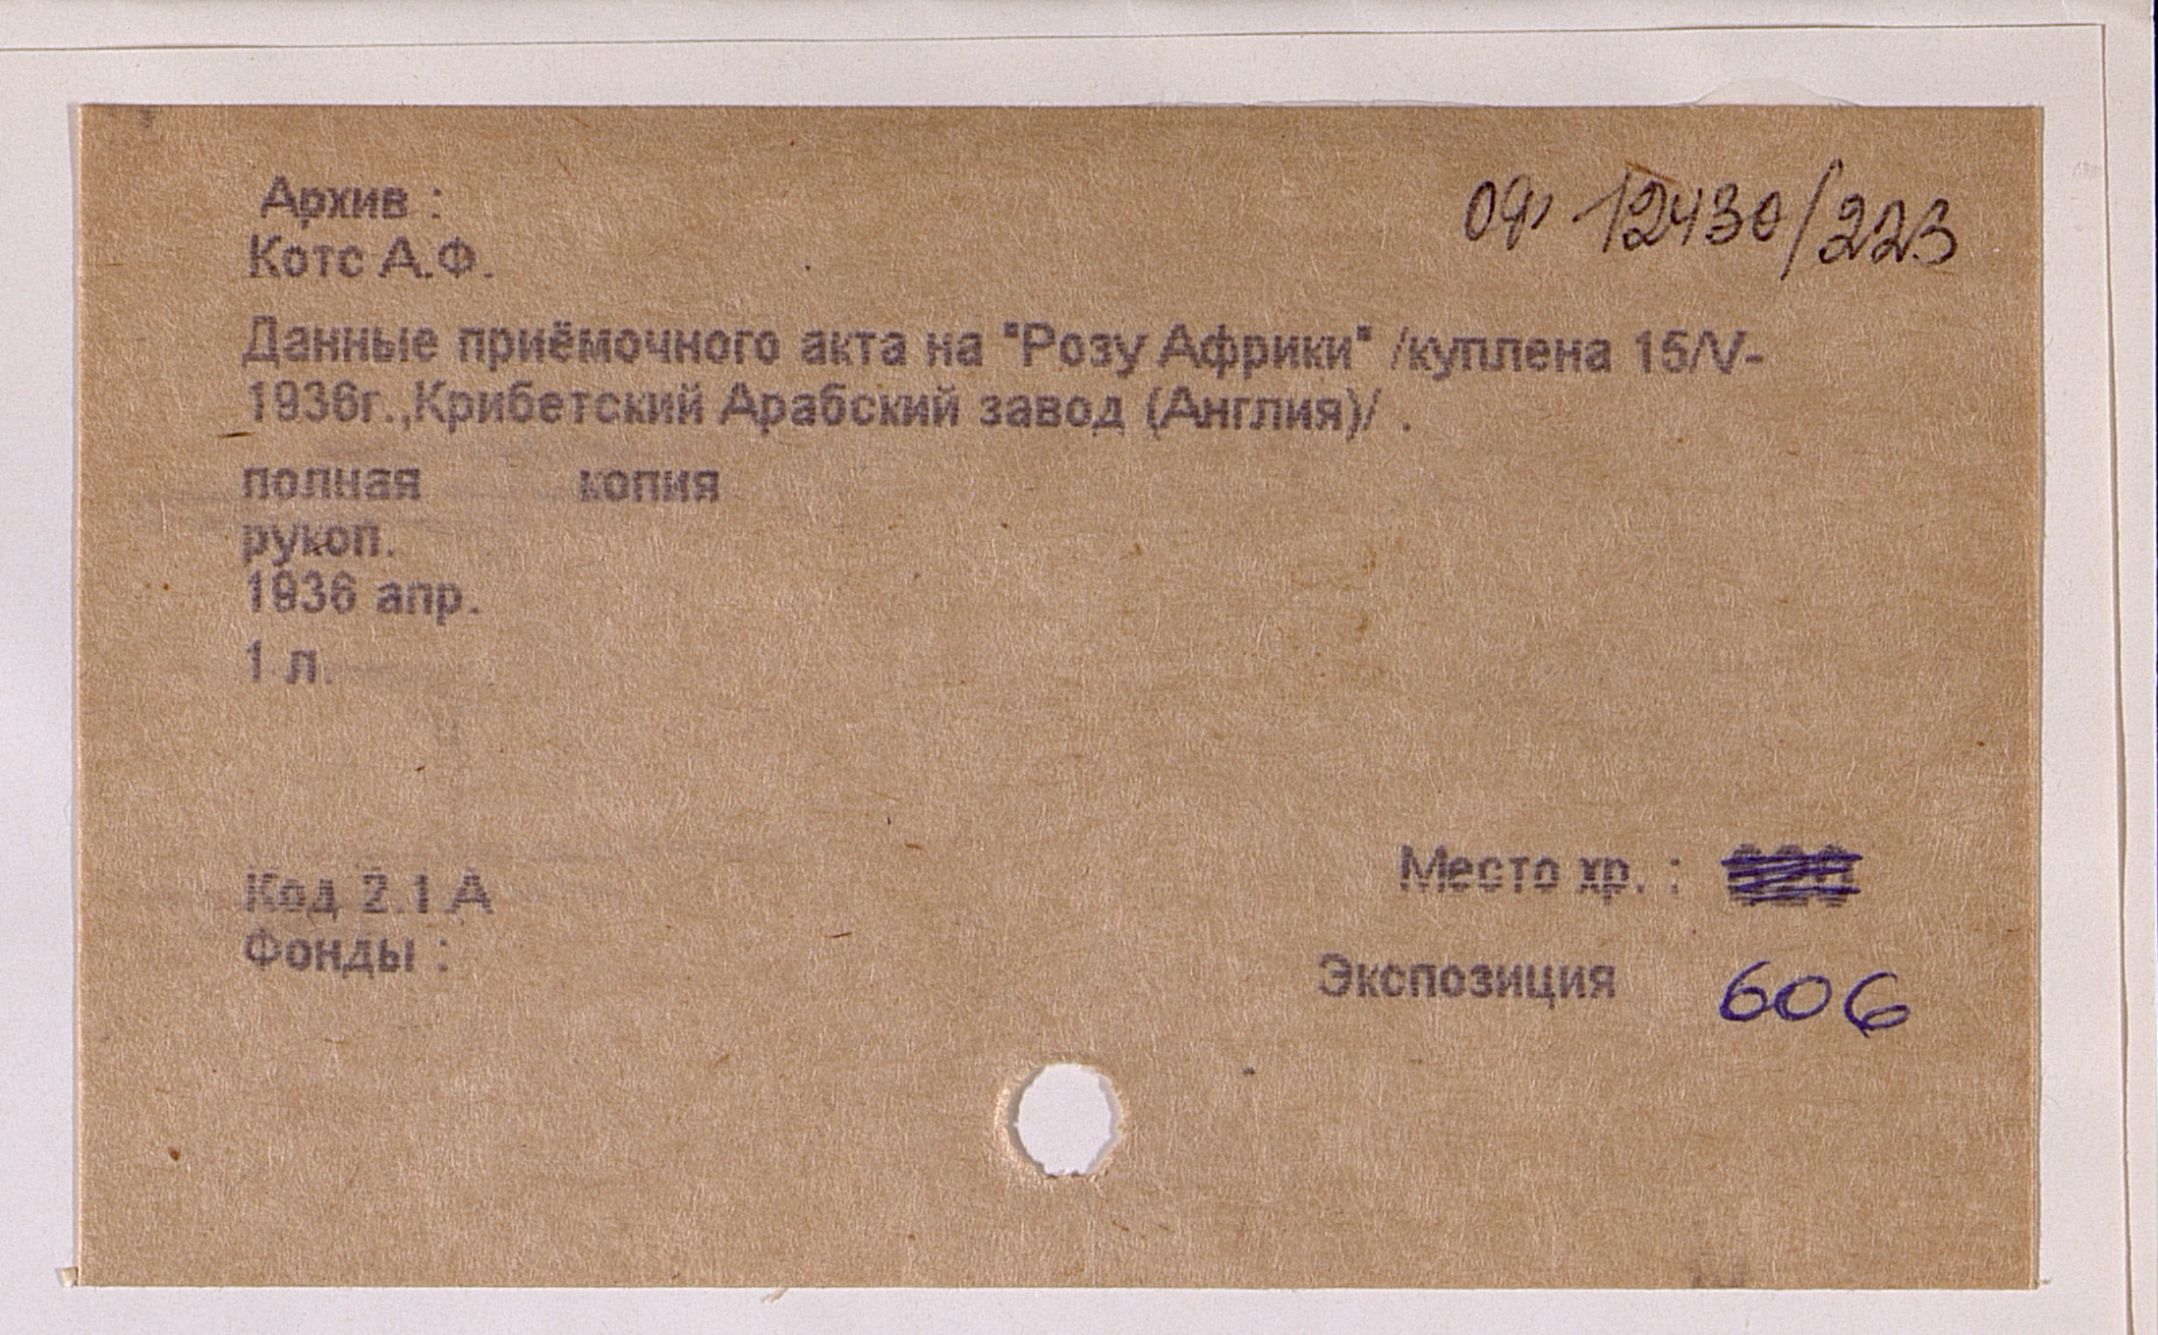 Архив :
оф 12430/223
Котс А.Ф.
Данные приёмочного акта на "Розу Африки" /куплена 15/V-
1936г.,Крибетский Арабский завод (Англия)/ .
полная копия
рукоп.
1936 апр.
1 л.
Место хр. :
Код 2.1.А
Фонды :
Экспозиция 606